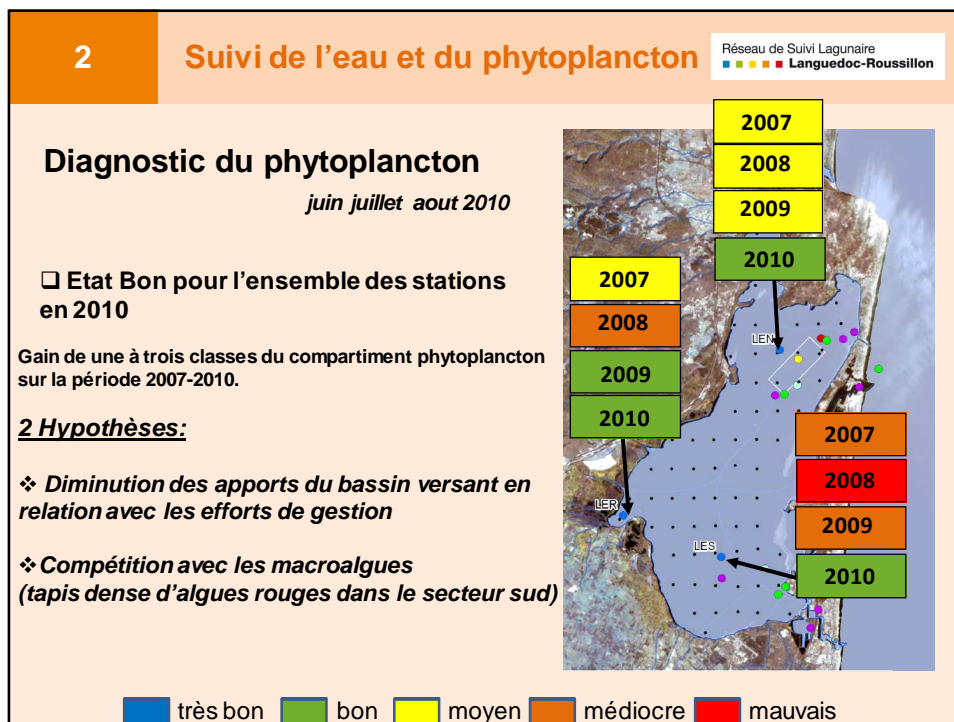 2
Suivi de l'eau et du phytoplancton
Réseau de Suivi Lagunaire
Languedoc-Roussillon
Diagnostic du phytoplancton
juin juillet aout 2010
❑ Etat Bon pour l'ensemble des stations
en 2010
Gain de une à trois classes du compartiment phytoplancton
sur la période 2007-2010.
2 Hypothèses:
❖ Diminution des apports du bassin versant en
relation avec les efforts de gestion
❖Compétition avec les macroalgues
(tapis dense d'algues rouges dans le secteur sud)
2007
2008
2009
2010
LEN
2007
2008
2009
2010
LER
2007
2008
2009
2010
LES
très bon
bon
moyen
médiocre
mauvais